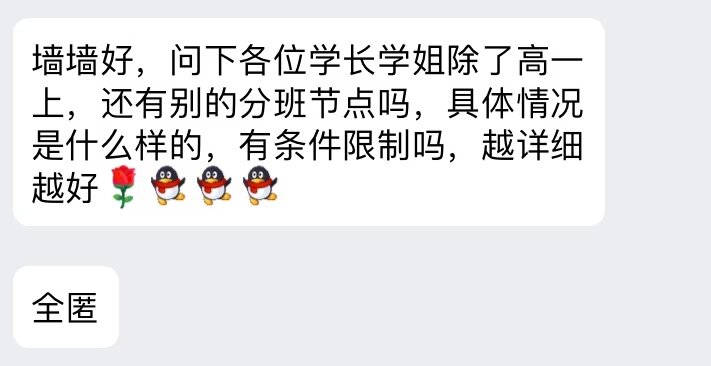 墙墙好，问下各位学长学姐除了高一
上，还有别的分班节点吗，具体情况
是什么样的，有条件限制吗，越详细
越好🌹🐧🐧🐧
全匿